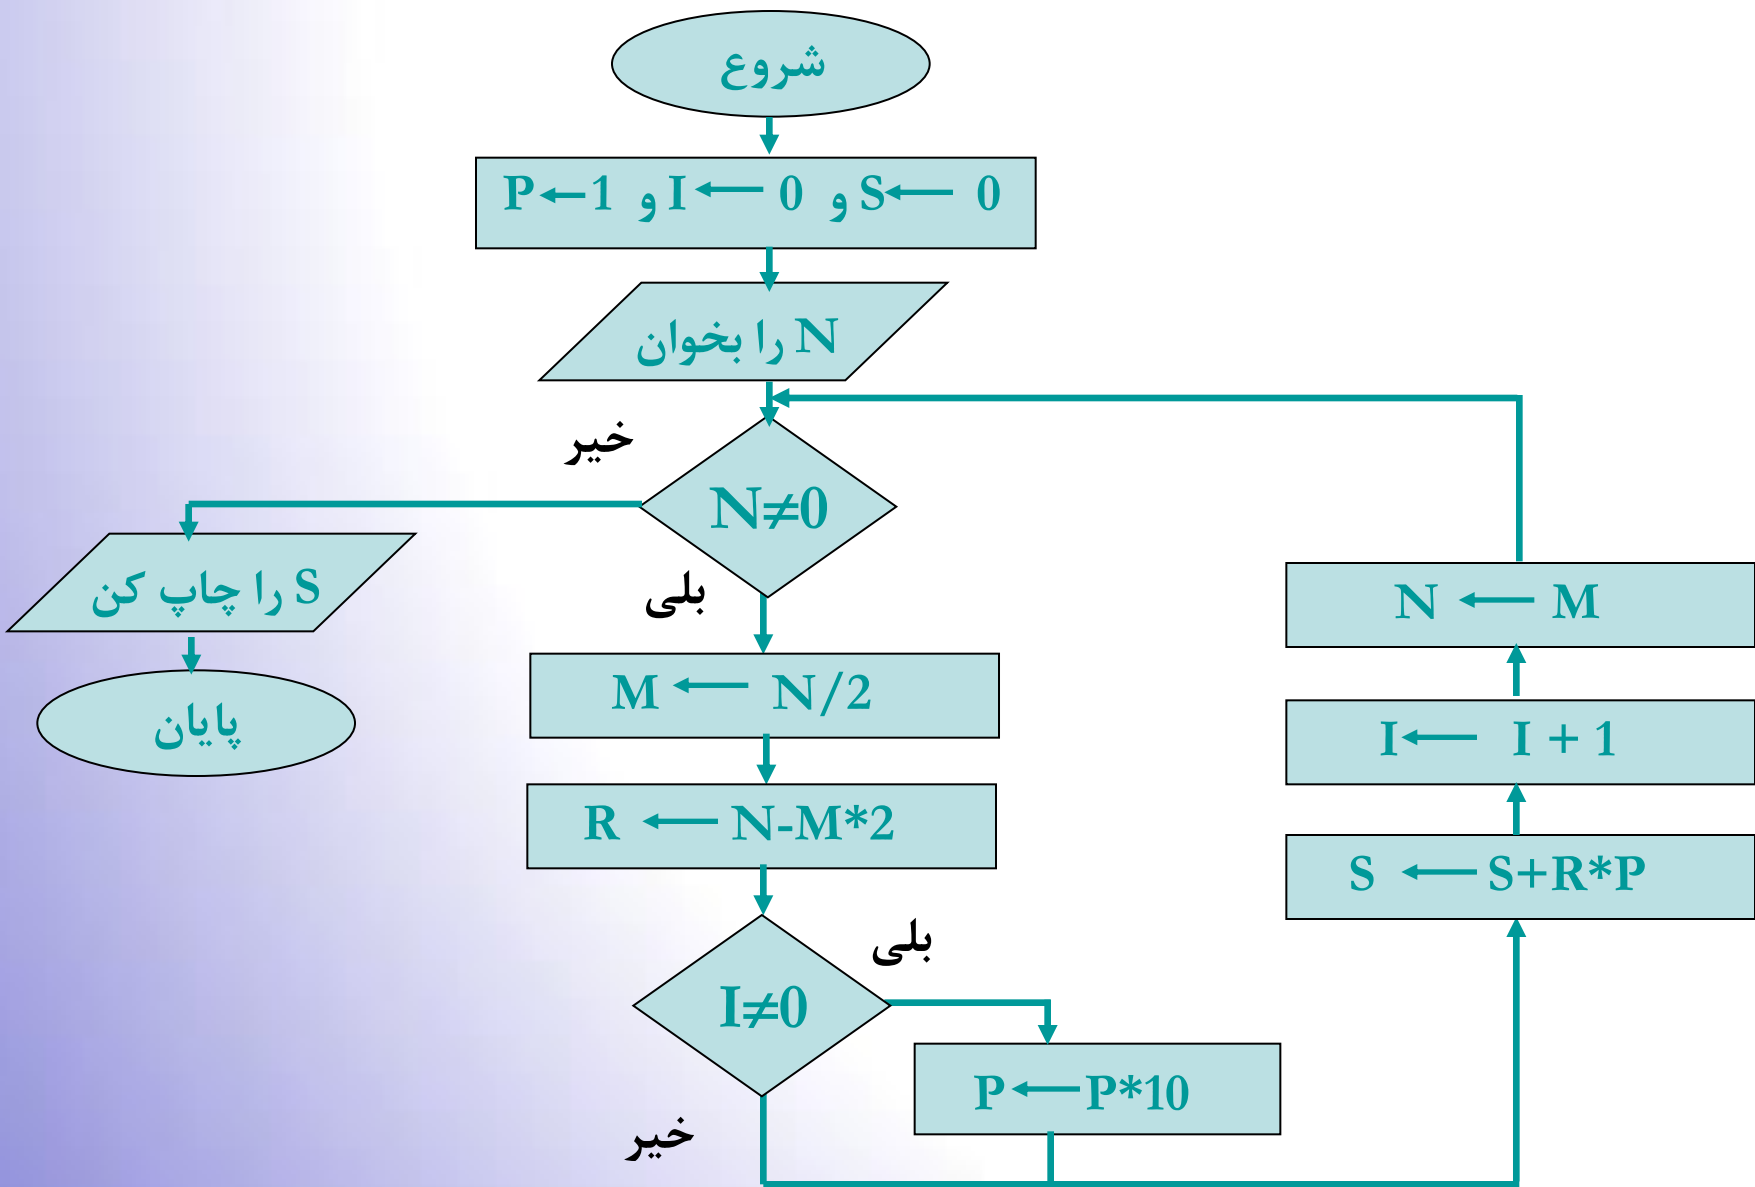 شروع
P←1 و I← 0 و S← 0
N را بخوان
خیر
N≠0
بلی
S را چاپ کن
پایان
M ← N/2
R ← N-M*2
I≠0
بلی
خیر
P←P*10
S ←S+R*P
I← I + 1
N ← M